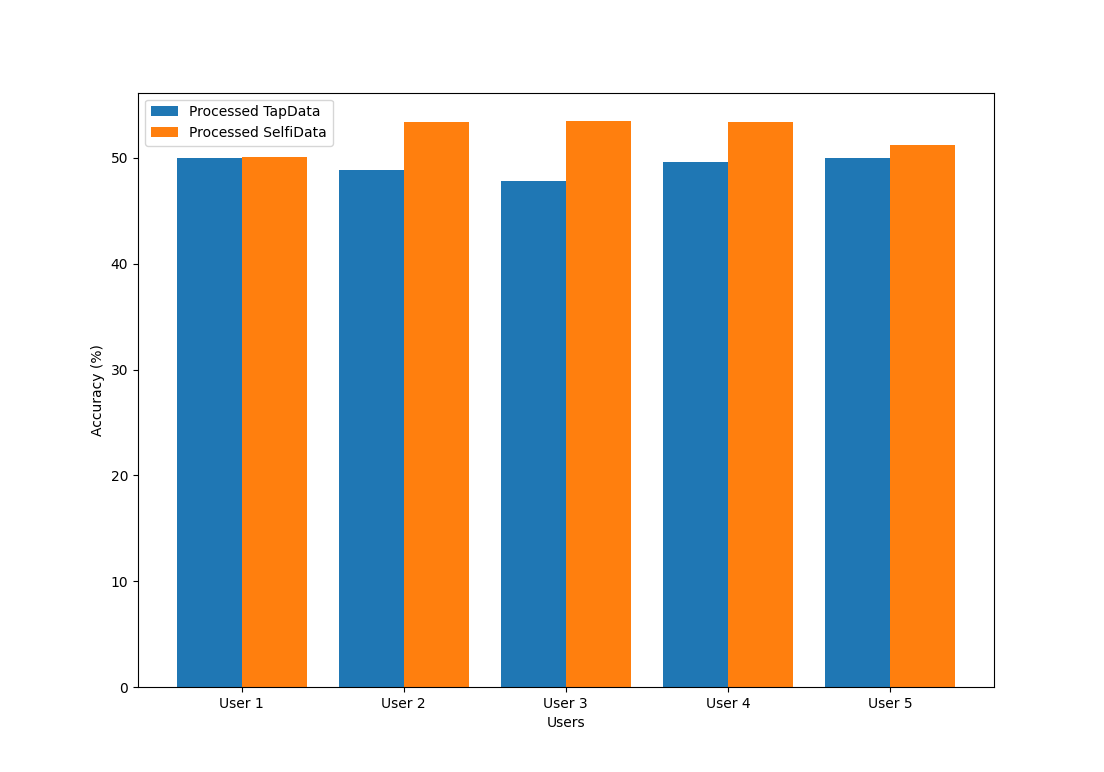 Processed TapData
Processed SelfiData
Accuracy (%)
50
40
30
20
10
0
User 1 User 2 User 3 User 4 User 5
Users